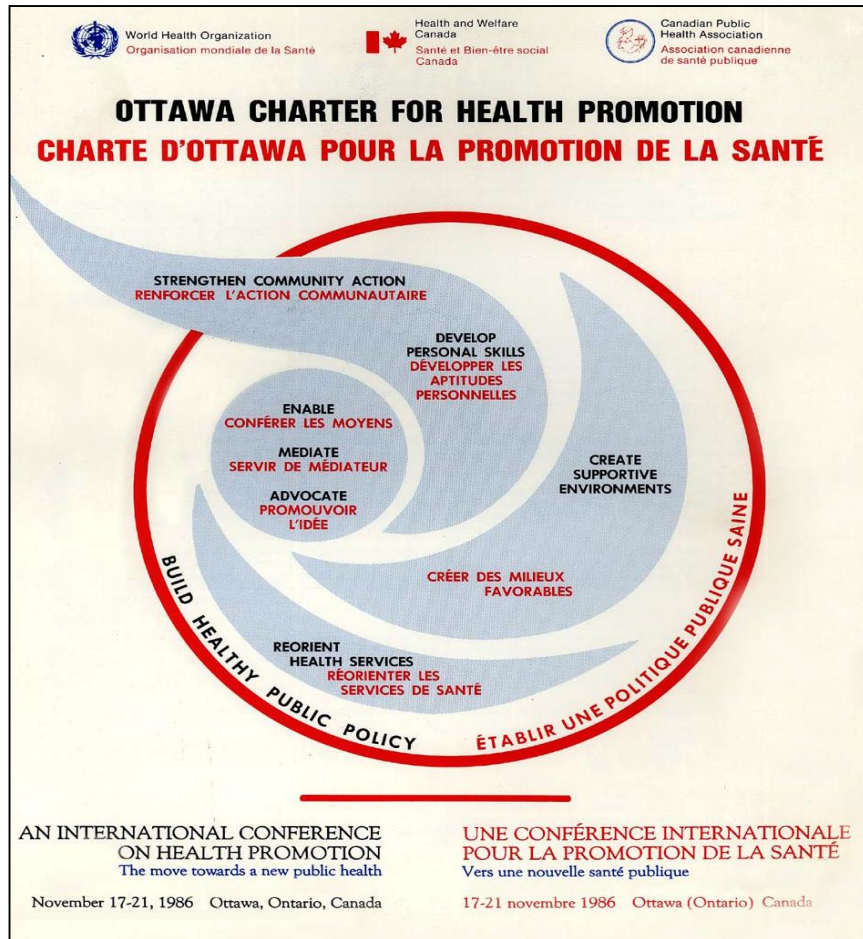 World Health Organization
Organisation mondiale de la Santé
Health and Welfare
Canada
Santé et Bien-être social
Canada
Canadian Public
Health Association
Association canadienne
de santé publique
OTTAWA CHARTER FOR HEALTH PROMOTION
CHARTE D'OTTAWA POUR LA PROMOTION DE LA SANTÉ
STRENGTHEN COMMUNITY ACTION
RENFORCER L'ACTION COMMUNAUTAIRE
DEVELOP
PERSONAL SKILLS
DÉVELOPPER LES
APTITUDES
PERSONNELLES
ENABLE
CONFÉRER LES MOYENS
MEDIATE
SERVIR DE MÉDIATEUR
ADVOCATE
PROMOUVOIR
L'IDÉE
CREATE
SUPPORTIVE
ENVIRONMENTS
CRÉER DES MILIEUX
FAVORABLES
REORIENT
HEALTH SERVICES
RÉORIENTER LES
SERVICES DE SANTÉ
BUILD HEALTHY PUBLIC POLICY
ÉTABLIR UNE POLITIQUE PUBLIQUE SAINE
AN INTERNATIONAL CONFERENCE
ON HEALTH PROMOTION
The move towards a new public health
November 17-21, 1986 Ottawa, Ontario, Canada
UNE CONFÉRENCE INTERNATIONALE
POUR LA PROMOTION DE LA SANTÉ
Vers une nouvelle santé publique
17-21 novembre 1986 Ottawa (Ontario) Canada